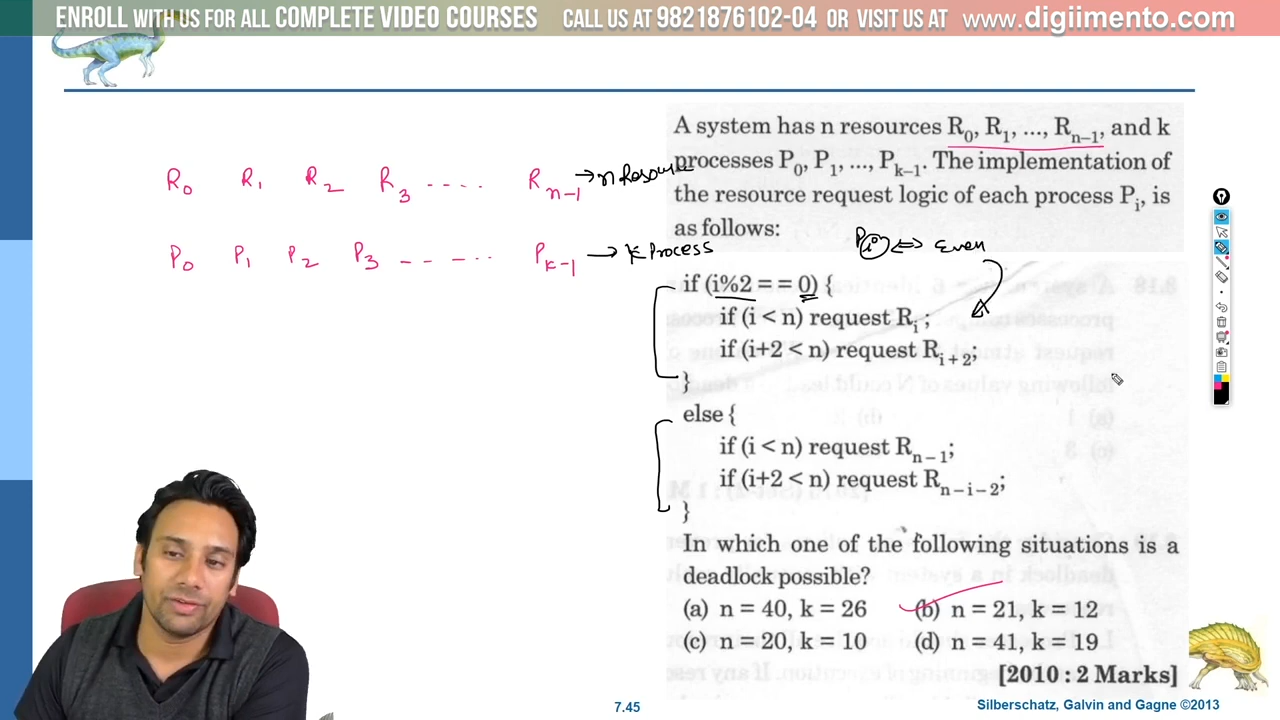 ENROLL WITH US FOR ALL COMPLETE VIDEO COURSES CALL US AT 9821876102-04 OR VISIT US AT www.digiimento.com
R0 R1 R2 R3 ..... Rn-1 → n Resource
P0 P1 P2 P3 -- -- ... Pk-1 → k Process
A system has n resources R0, R1, ..., Rn–1, and k
processes P0, P1, ..., Pk–1. The implementation of
the resource request logic of each process Pi, is
as follows:
Pi ⇔ Even
if (i%2 = = 0) {
if (i < n) request Ri;
if (i+2 < n) request Ri + 2;
}
else {
if (i < n) request Rn – 1;
if (i+2 < n) request Rn – i – 2;
}
In which one of the following situations is a
deadlock possible?
(a) n = 40, k = 26 (b) n = 21, k = 12
(c) n = 20, k = 10 (d) n = 41, k = 19
[2010 : 2 Marks]
7.45
Silberschatz, Galvin and Gagne ©2013